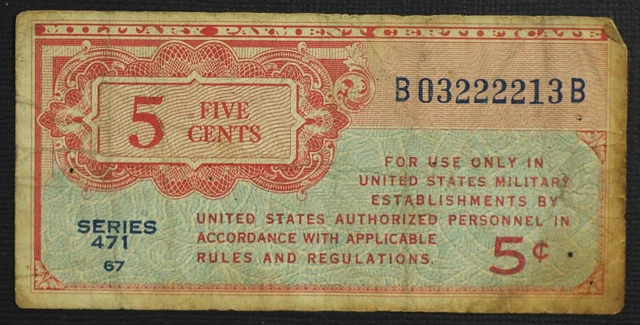 MILITARY PAYMENT CERTIFICATE
B03222213B
5 FIVE
CENTS
FOR USE ONLY IN
UNITED STATES MILITARY
ESTABLISHMENTS BY
UNITED STATES AUTHORIZED PERSONNEL IN
ACCORDANCE WITH APPLICABLE
RULES AND REGULATIONS.
SERIES
471
67
5¢